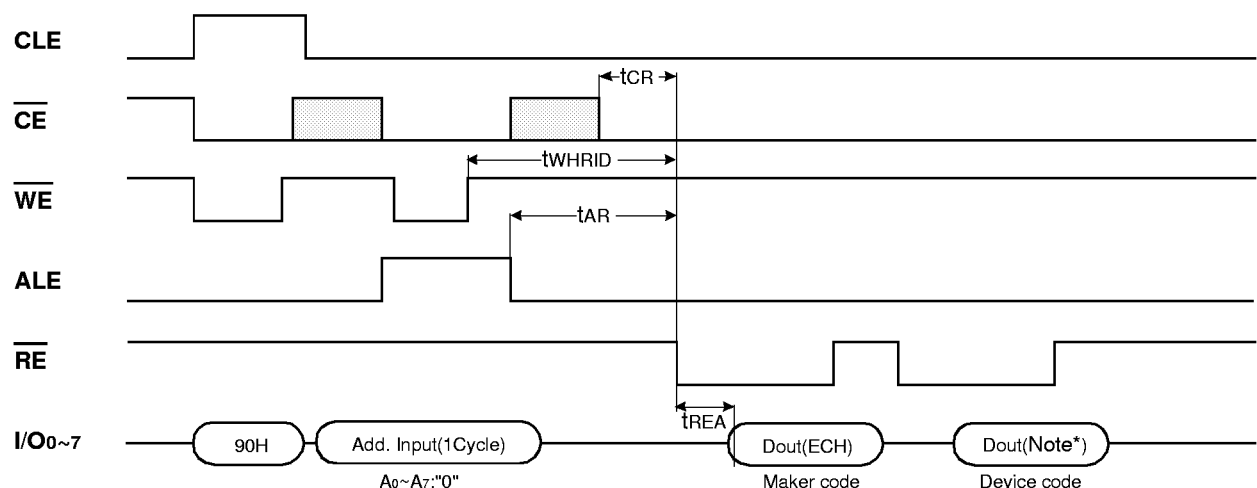 CLE
tCR
CE
tWHRID
WE
tAR
ALE
RE
tREA
I/O0~7
90H
Add. Input(1Cycle)
Dout(ECH)
Dout(Note*)
A0~A7:"0"
Maker code
Device code